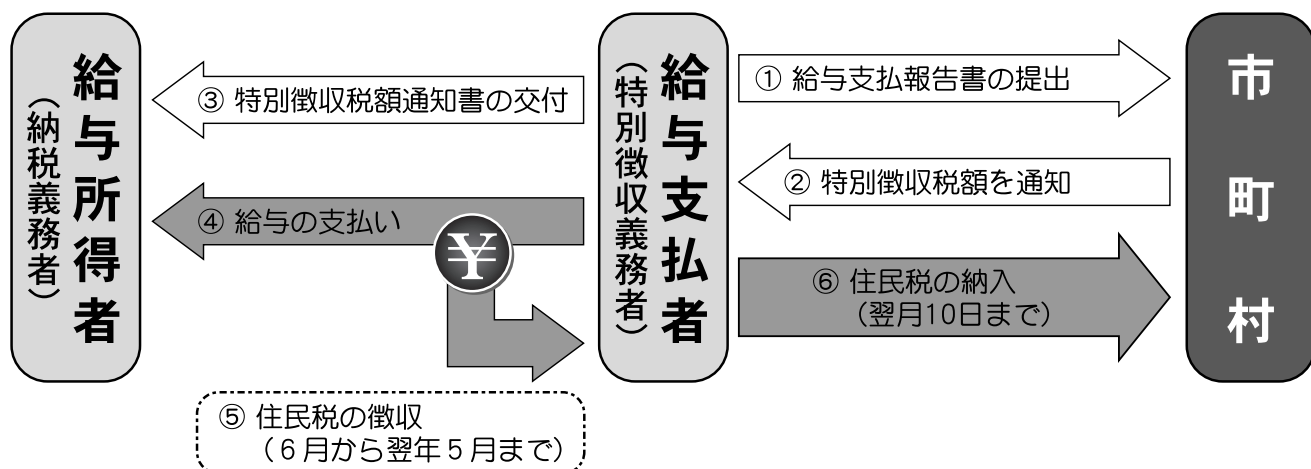 給与所得者
（納税義務者）
③ 特別徴収税額通知書の交付
④ 給与の支払い
¥
⑤ 住民税の徴収
（６月から翌年５月まで）
給与支払者
（特別徴収義務者）
① 給与支払報告書の提出
② 特別徴収税額を通知
⑥ 住民税の納入
（翌月10日まで）
市町村